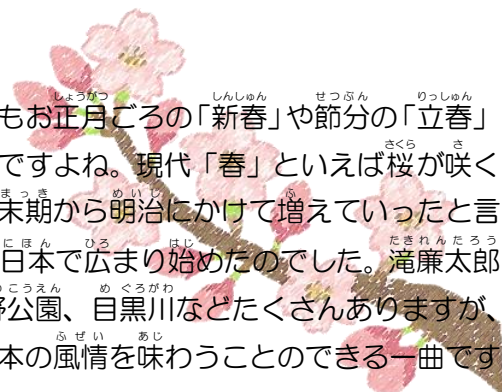 もお正月ごろの「新春」や節分の「立春」
ですよね。現代「春」といえば桜が咲く
末期から明治にかけて増えていったと言
日本で広まり始めたのでした。滝廉太郎
公園、目黒川などたくさんありますが、
本の風情を味わうことのできる一曲です